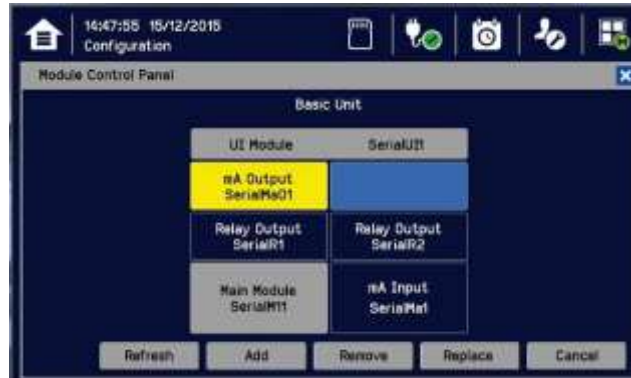 14:47:55 15/12/2015
Configuration
Module Control Panel
Basic Unit
UI Module SerialUI1
mA Output
SerialMaO1
Relay Output Relay Output
SerialR1 SerialR2
Main Module mA Input
SerialM11 SerialMa1
Refresh Add Remove Replace Cancel